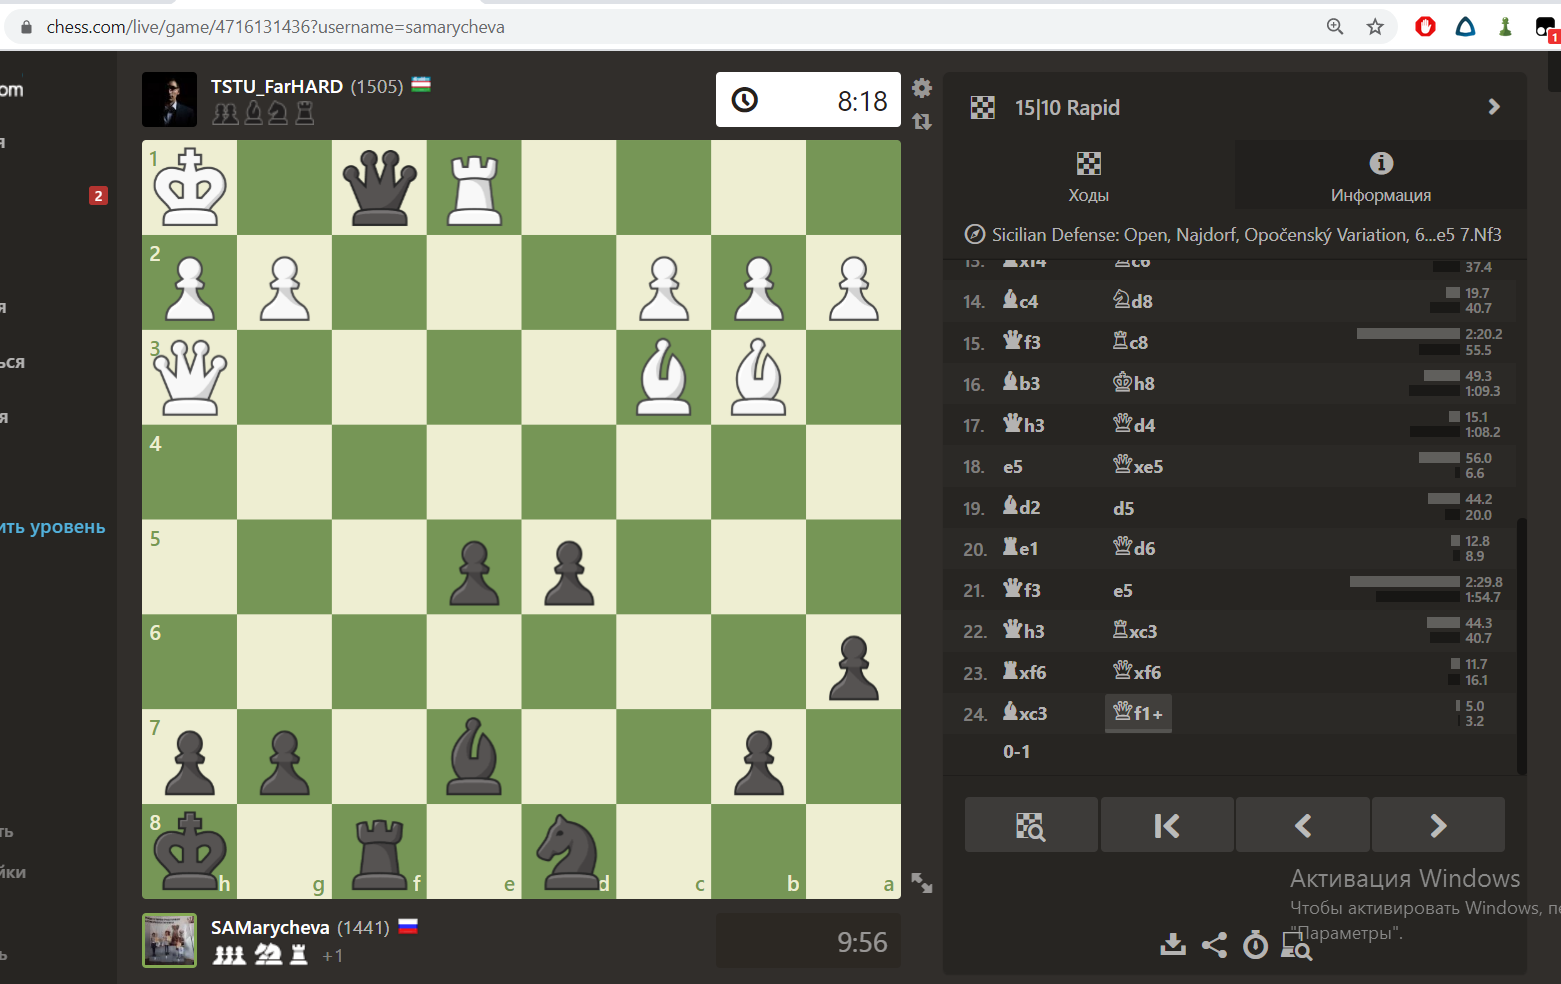 chess.com/live/game/4716131436?username=samarycheva
1
om
я
2
я
ься
я
ить уровень
ть
йки
ь
TSTU_FarHARD (1505)
8:18
1
2
3
4
5
6
7
8
h g f e d c b a
SAMarycheva (1441)
+1
9:56
15|10 Rapid
Ходы
Информация
Sicilian Defense: Open, Najdorf, Opočenský Variation, 6...e5 7.Nf3
13. xf4 c6
37.4
14. c4 d8 19.7
40.7
15. f3 c8 2:20.2
55.5
16. b3 h8 49.3
1:09.3
17. h3 d4 15.1
1:08.2
18. e5 xe5 56.0
6.6
19. d2 d5 44.2
20.0
20. e1 d6 12.8
8.9
21. f3 e5 2:29.8
1:54.7
22. h3 xc3 44.3
40.7
23. xf6 xf6 11.7
16.1
24. xc3 f1+ 5.0
3.2
0-1
Активация Windows
Чтобы активировать Windows, пе
"Параметры".